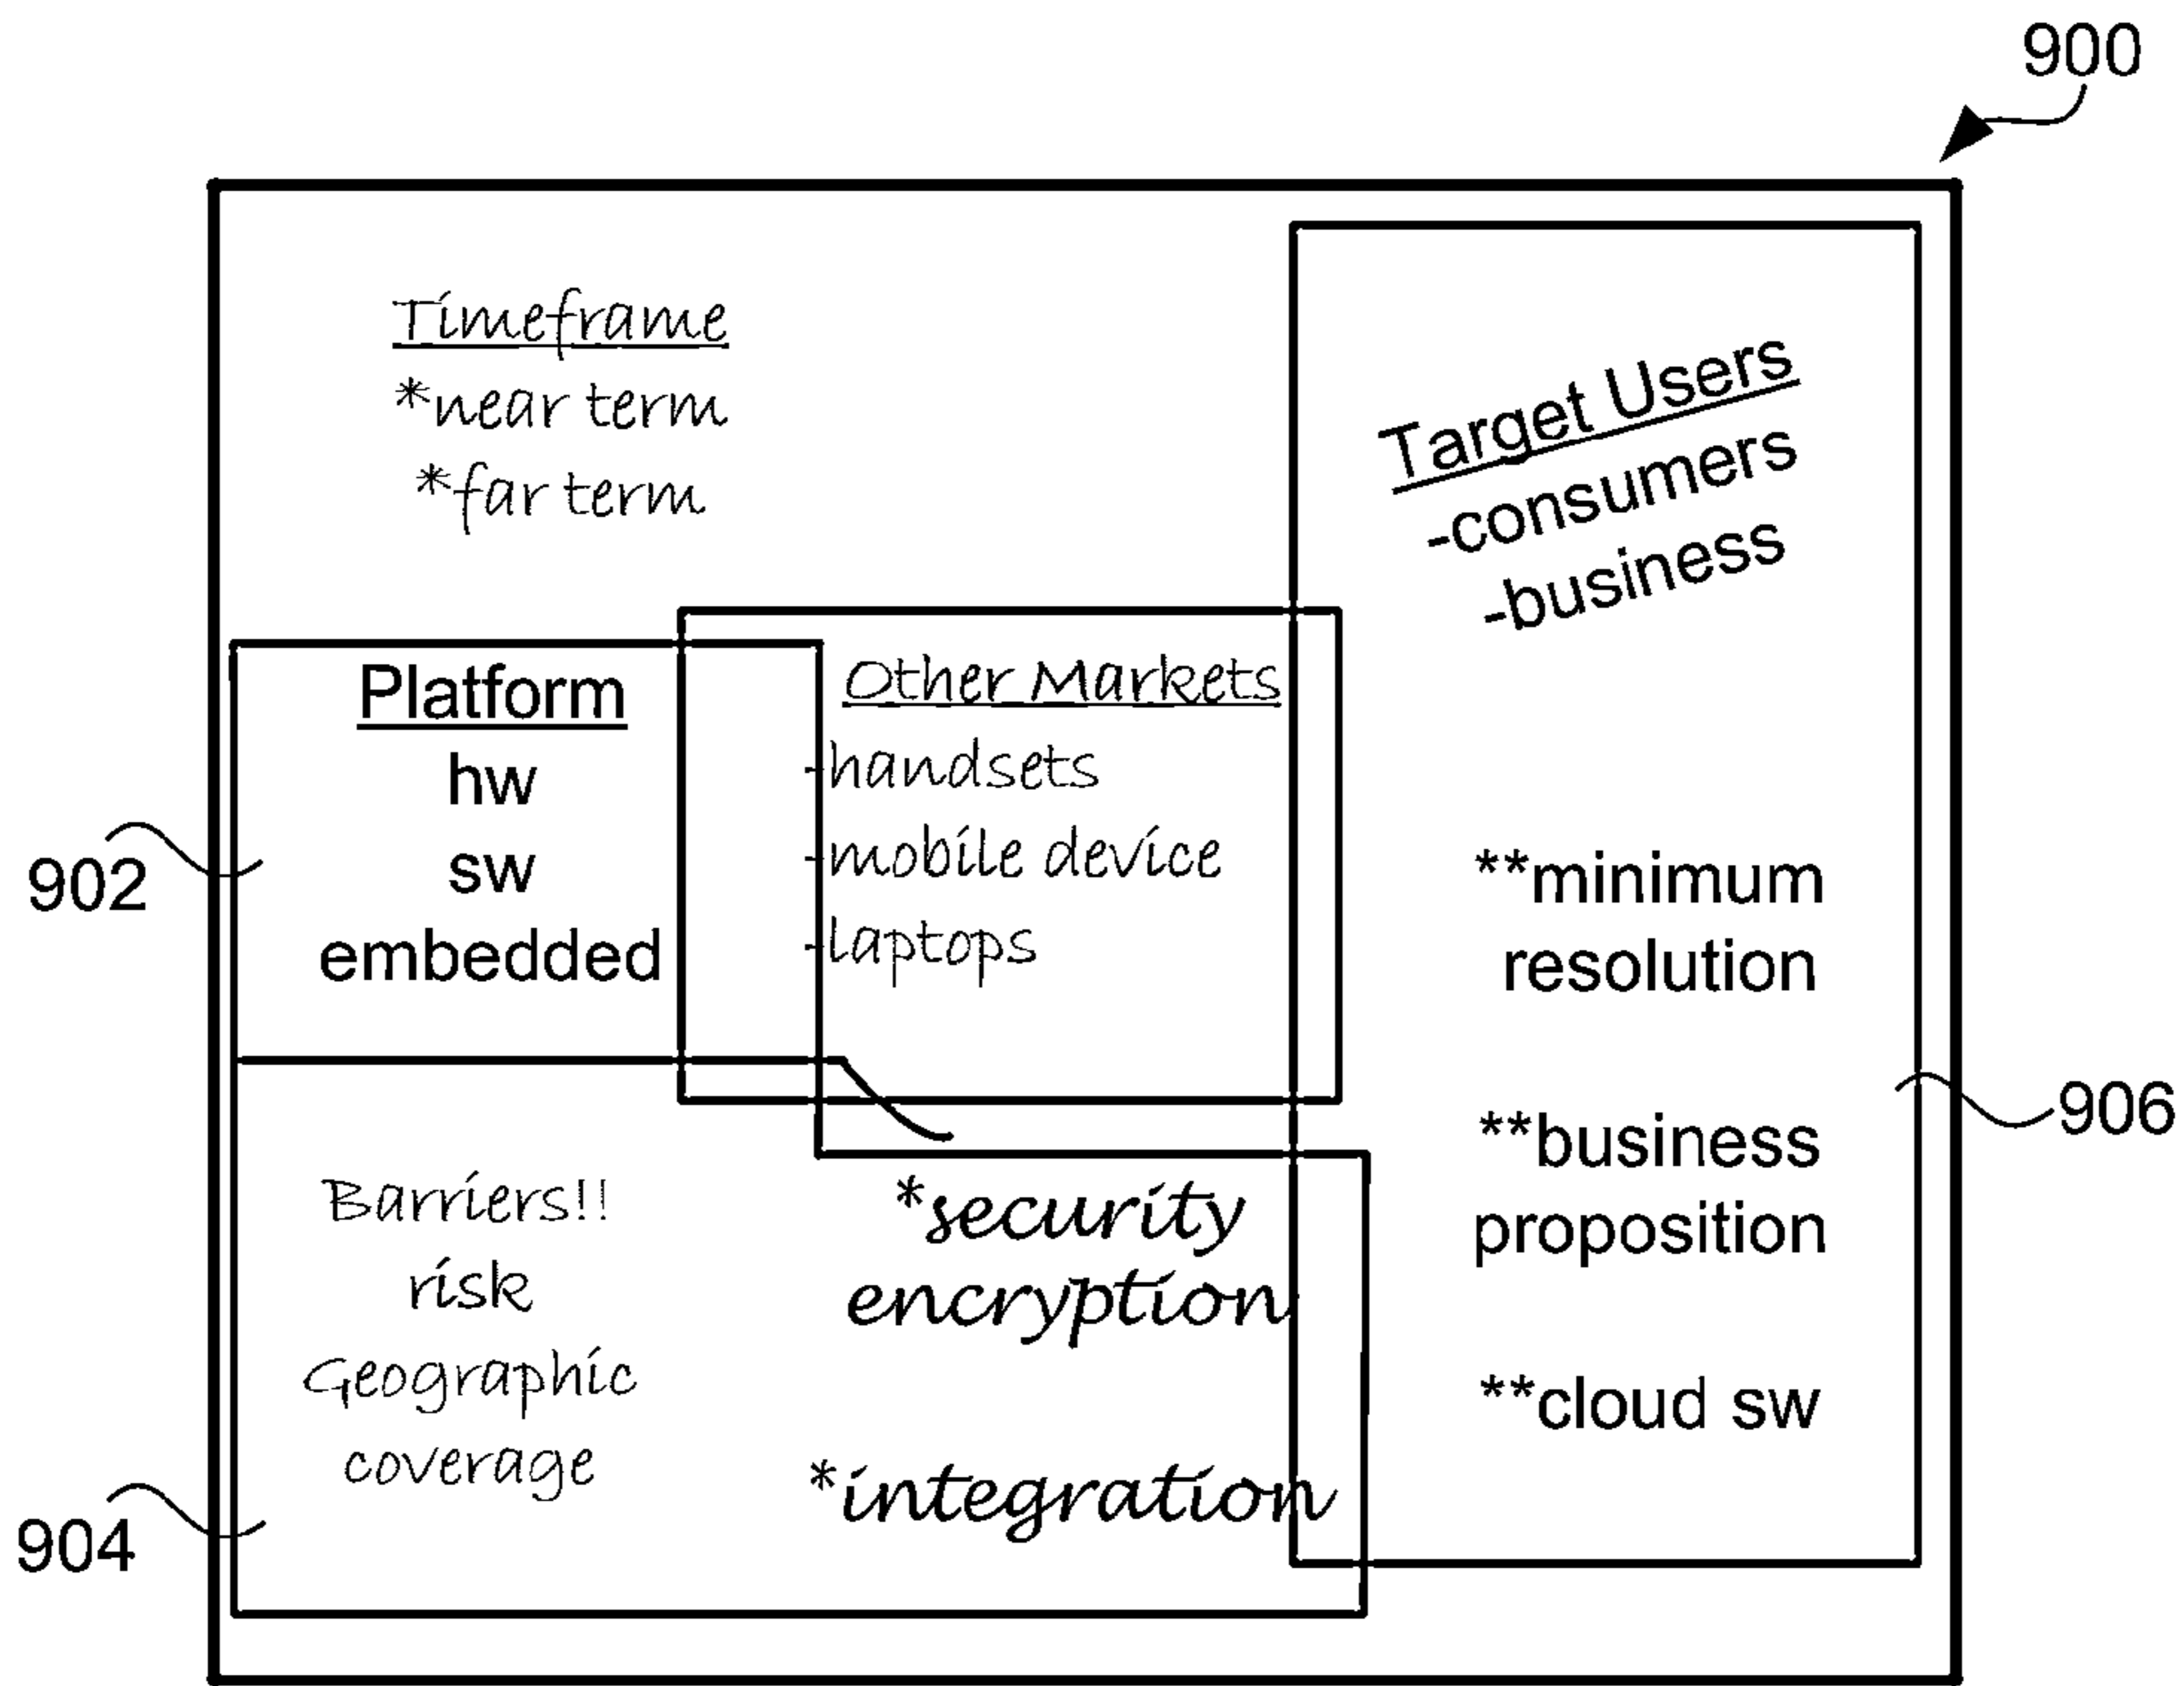 900
Timeframe
*near term
*far term
Target Users
-consumers
-business
Platform
hw
sw
embedded
902
Other Markets
-handsets
-mobile device
-laptops
**minimum
resolution
**business
proposition
**cloud sw
906
Barriers!!
risk
Geographic
coverage
904
*security
encryption
*integration